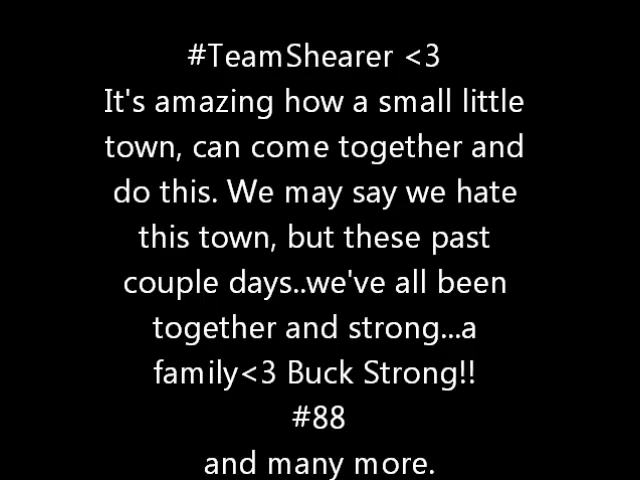 #TeamShearer <3
It's amazing how a small little
town, can come together and
do this. We may say we hate
this town, but these past
couple days..we've all been
together and strong...a
family<3 Buck Strong!!
#88
and many more.